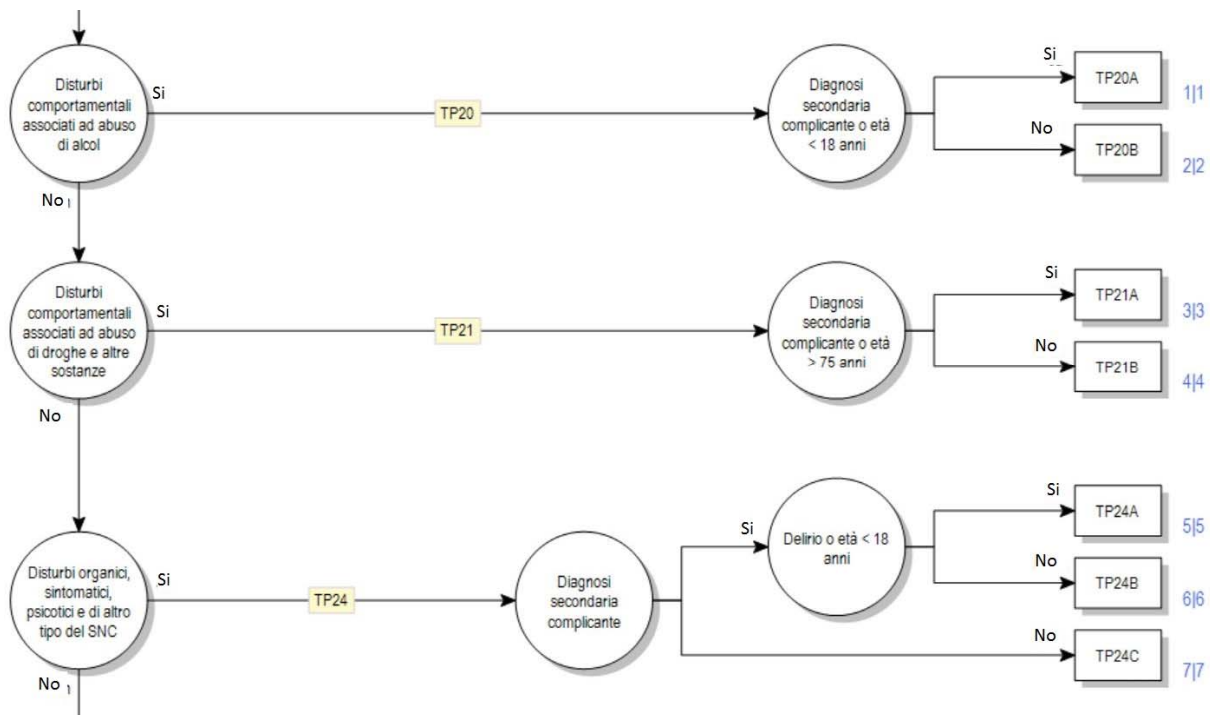 Disturbi
comportamentali
associati ad abuso
di alcol
Si
TP20
Diagnosi
secondaria
complicante o età
< 18 anni
Si
TP20A
1|1
No
TP20B
2|2
No
Disturbi
comportamentali
associati ad abuso
di droghe e altre
sostanze
Si
TP21
Diagnosi
secondaria
complicante o età
> 75 anni
Si
TP21A
3|3
No
TP21B
4|4
No
Disturbi organici,
sintomatici,
psicotici e di altro
tipo del SNC
Si
TP24
Diagnosi
secondaria
complicante
Si
Delirio o età < 18
anni
Si
TP24A
5|5
No
TP24B
6|6
No
TP24C
7|7
No